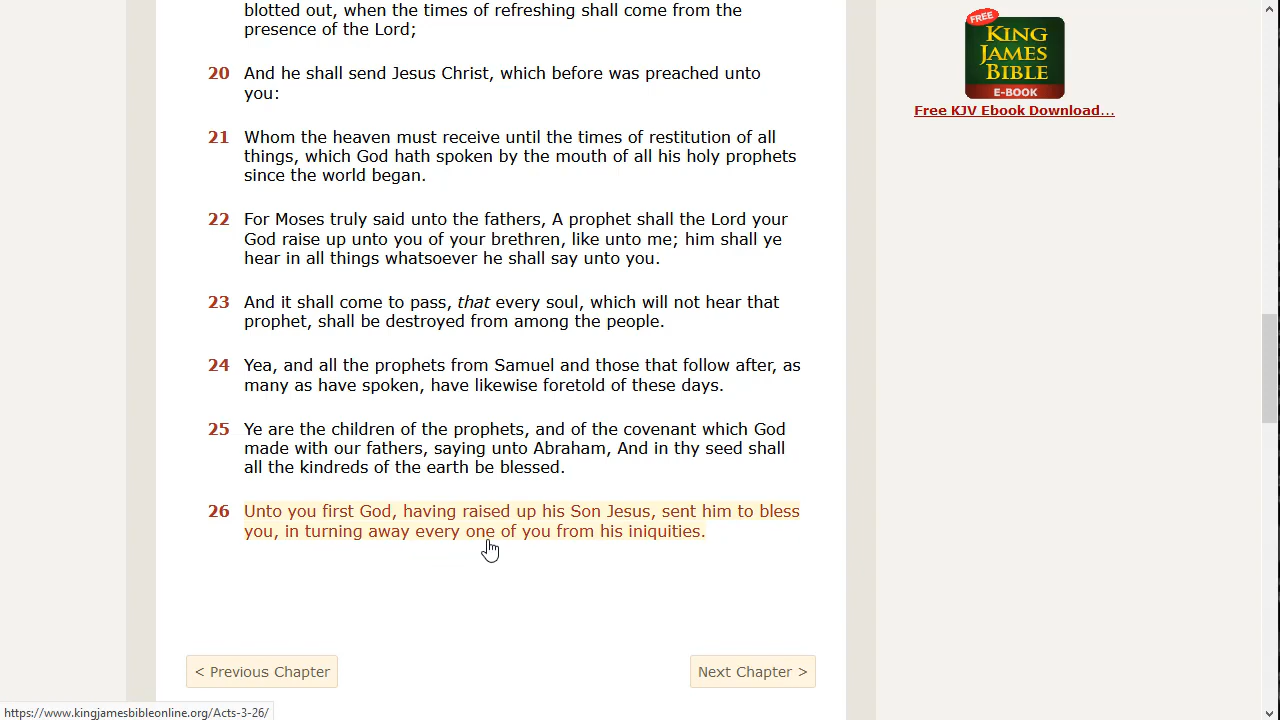 blotted out, when the times of refreshing shall come from the
presence of the Lord;
20 And he shall send Jesus Christ, which before was preached unto
you:
21 Whom the heaven must receive until the times of restitution of all
things, which God hath spoken by the mouth of all his holy prophets
since the world began.
22 For Moses truly said unto the fathers, A prophet shall the Lord your
God raise up unto you of your brethren, like unto me; him shall ye
hear in all things whatsoever he shall say unto you.
23 And it shall come to pass, that every soul, which will not hear that
prophet, shall be destroyed from among the people.
24 Yea, and all the prophets from Samuel and those that follow after, as
many as have spoken, have likewise foretold of these days.
25 Ye are the children of the prophets, and of the covenant which God
made with our fathers, saying unto Abraham, And in thy seed shall
all the kindreds of the earth be blessed.
26 Unto you first God, having raised up his Son Jesus, sent him to bless
you, in turning away every one of you from his iniquities.
< Previous Chapter
Next Chapter >
https://www.kingjamesbibleonline.org/Acts-3-26/
FREE
KING
JAMES
BIBLE
E-BOOK
Free KJV Ebook Download...